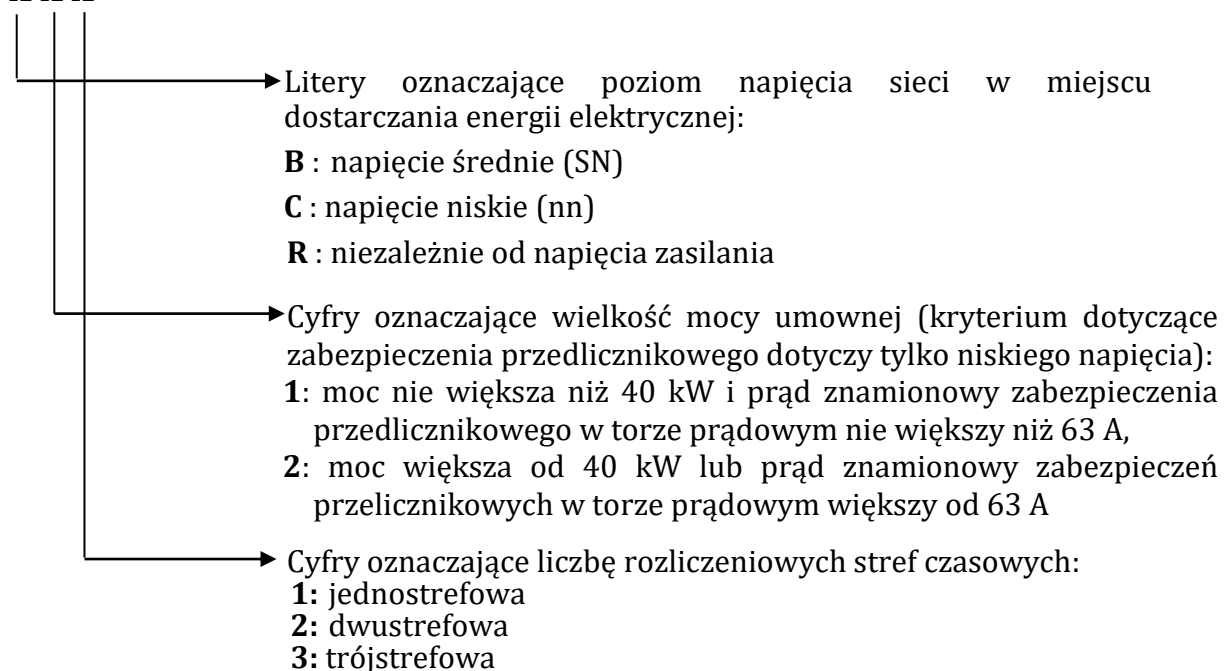 Litery oznaczające poziom napięcia sieci w miejscu
dostarczania energii elektrycznej:
B : napięcie średnie (SN)
C : napięcie niskie (nn)
R : niezależnie od napięcia zasilania
Cyfry oznaczające wielkość mocy umownej (kryterium dotyczące
zabezpieczenia przedlicznikowego dotyczy tylko niskiego napięcia):
1: moc nie większa niż 40 kW i prąd znamionowy zabezpieczenia
przedlicznikowego w torze prądowym nie większy niż 63 A,
2: moc większa od 40 kW lub prąd znamionowy zabezpieczeń
przelicznikowych w torze prądowym większy od 63 A
Cyfry oznaczające liczbę rozliczeniowych stref czasowych:
1: jednostrefowa
2: dwustrefowa
3: trójstrefowa